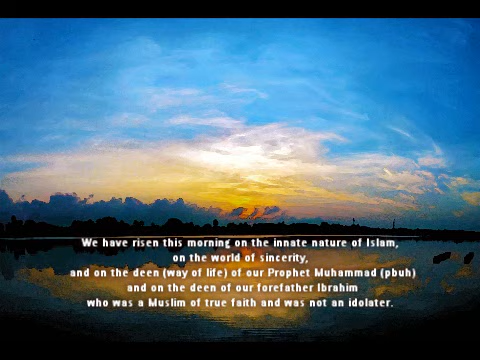 We have risen this morning on the innate nature of Islam,
on the world of sincerity,
and on the deen (way of life) of our Prophet Muhammad (pbuh)
and on the deen of our forefather Ibrahim
who was a Muslim of true faith and was not an idolater.